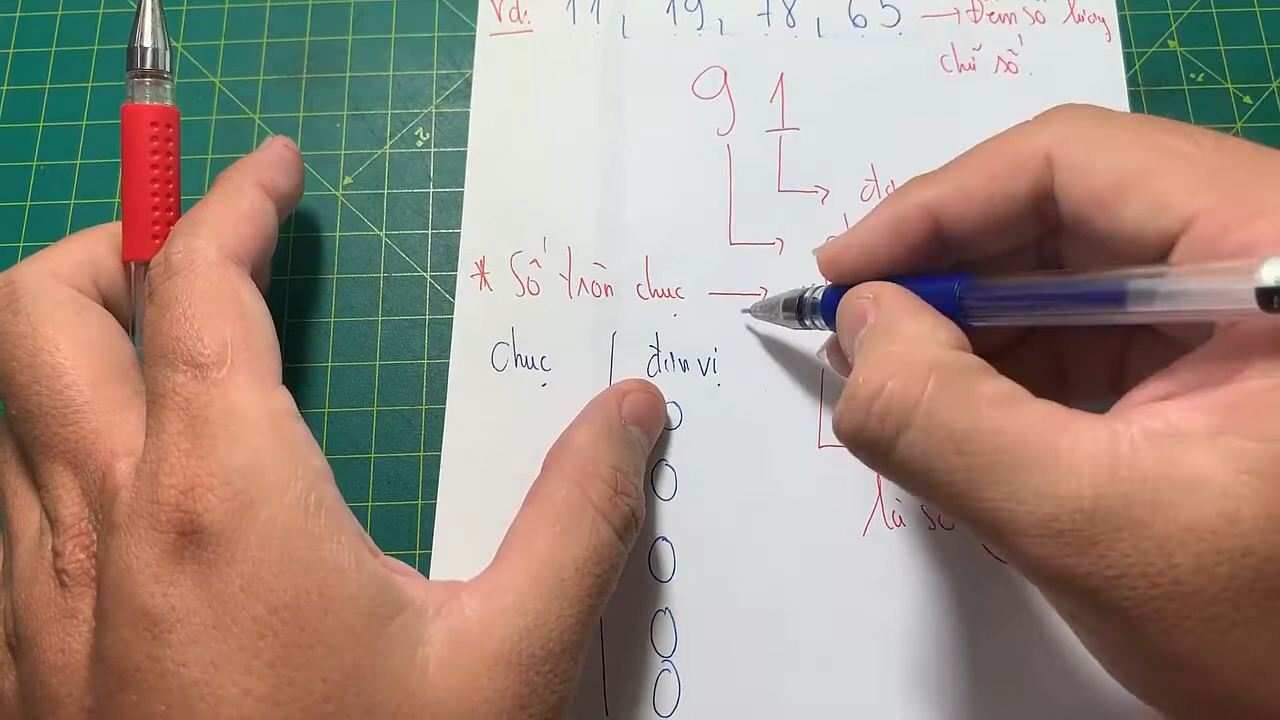 Vd: 11, 19, 78, 65 → Đếm số lượng
chữ số.
9 1
* Số tròn chục →
Chục | đơn vị
0
0
là
0
0
0